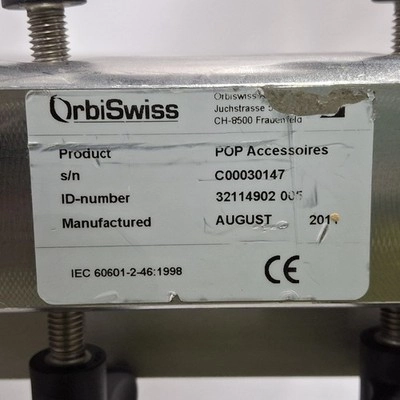 OrbiSwiss
Orbiswiss
Juchstrasse
CH-8500 Frauenfeld
Product POP Accessoires
s/n C00030147
ID-number 32114902
Manufactured AUGUST
IEC 60601-2-46:1998
CE